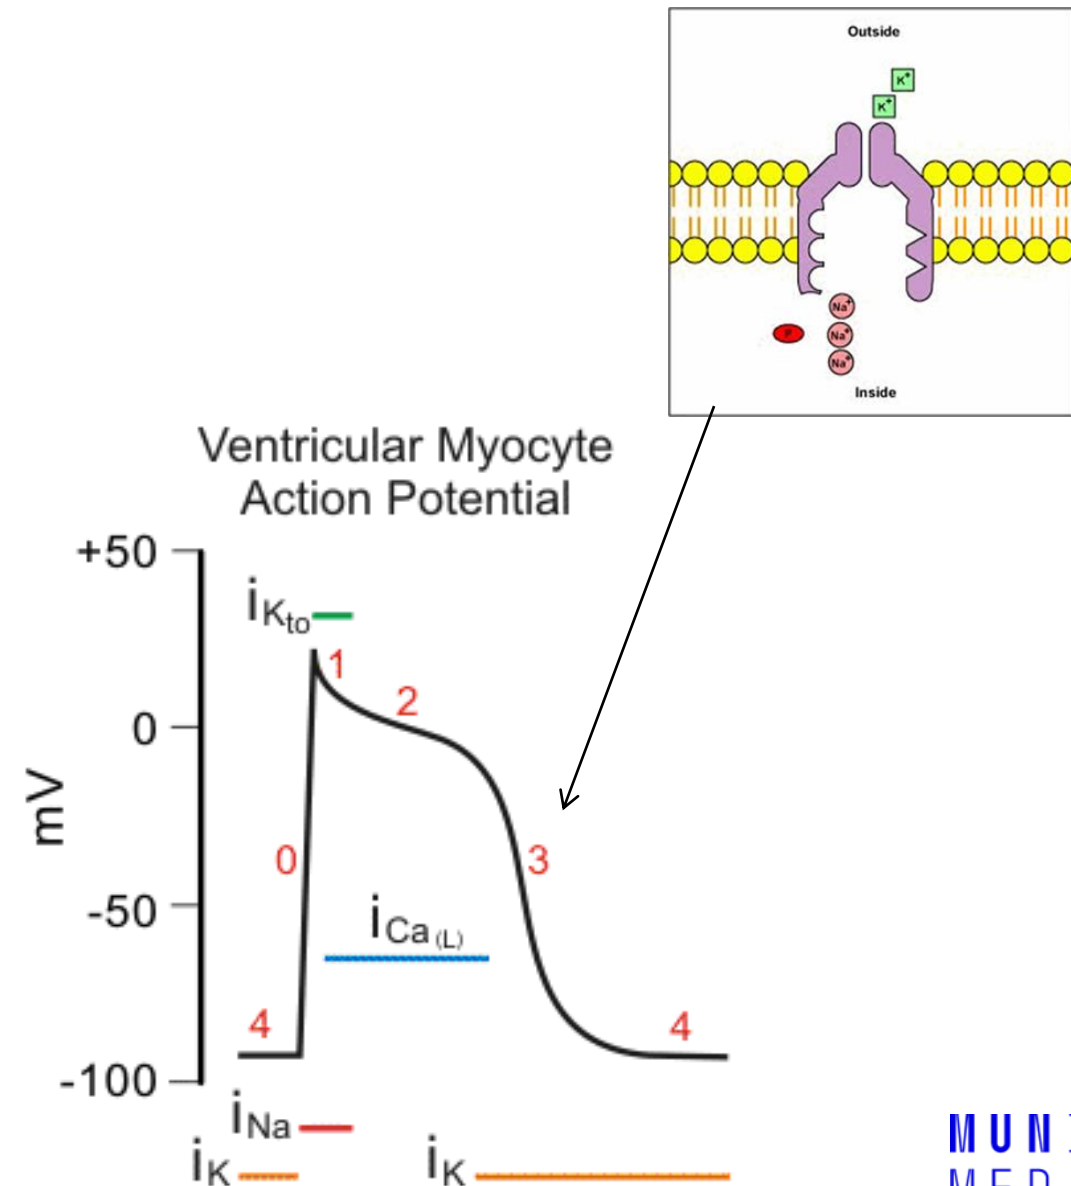 Outside
K+
K+
Na+
P
Na+
Na+
Inside
Ventricular Myocyte
Action Potential
+50
iKto
1
2
0
mV
0
3
-50
iCa(L)
4
4
-100
iNa
iK
iK
MUN
MED